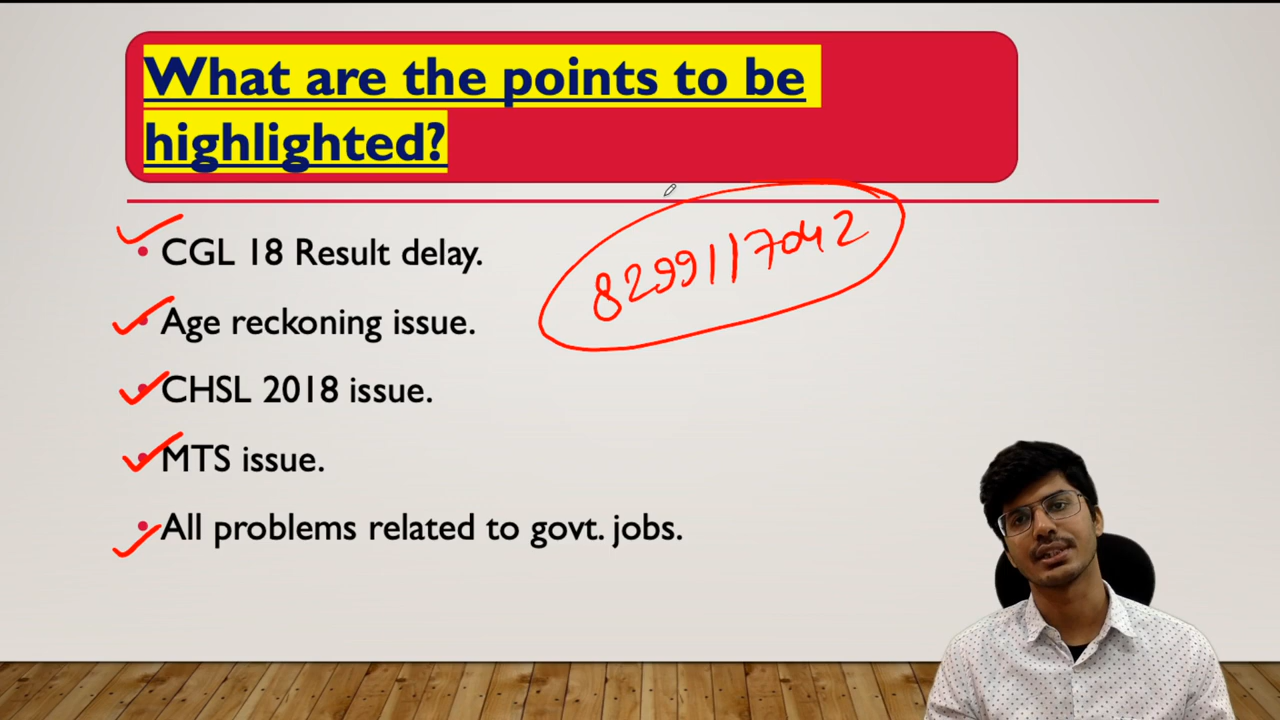 What are the points to be
highlighted?
8299117042
• CGL 18 Result delay.
• Age reckoning issue.
• CHSL 2018 issue.
• MTS issue.
• All problems related to govt. jobs.